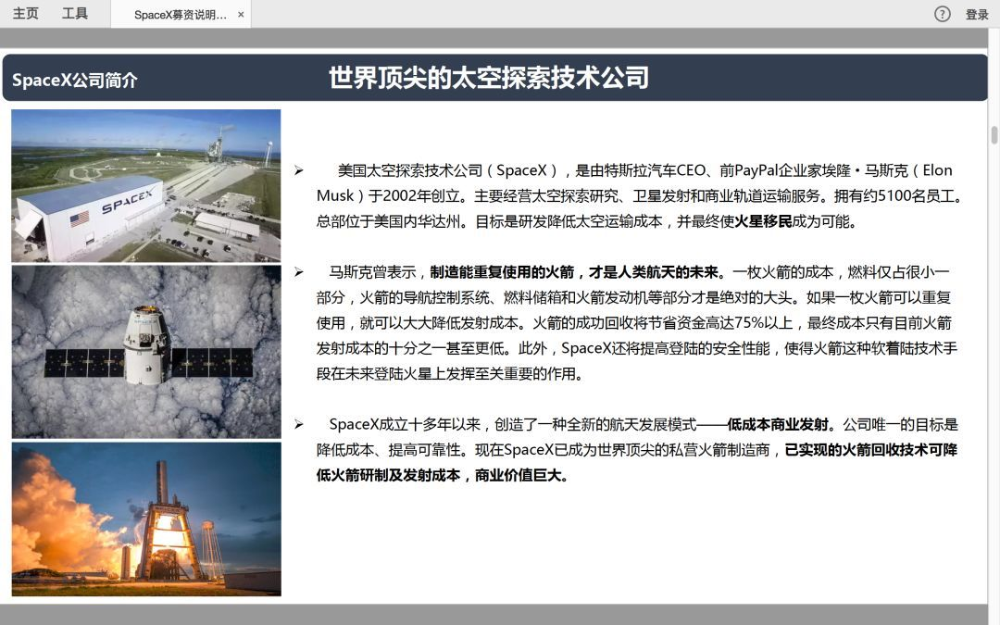 主页 工具 SpaceX募资说明... × ? 登录
SpaceX公司简介 世界顶尖的太空探索技术公司
SPACEX
➢ 美国太空探索技术公司（SpaceX），是由特斯拉汽车CEO、前PayPal企业家埃隆·马斯克（Elon
Musk）于2002年创立。主要经营太空探索研究、卫星发射和商业轨道运输服务。拥有约5100名员工。
总部位于美国内华达州。目标是研发降低太空运输成本，并最终使火星移民成为可能。
➢ 马斯克曾表示，制造能重复使用的火箭，才是人类航天的未来。一枚火箭的成本，燃料仅占很小一
部分，火箭的导航控制系统、燃料储箱和火箭发动机等部分才是绝对的大头。如果一枚火箭可以重复
使用，就可以大大降低发射成本。火箭的成功回收将节省资金高达75%以上，最终成本只有目前火箭
发射成本的十分之一甚至更低。此外，SpaceX还将提高登陆的安全性能，使得火箭这种软着陆技术手
段在未来登陆火星上发挥至关重要的作用。
➢ SpaceX成立十多年以来，创造了一种全新的航天发展模式——低成本商业发射。公司唯一的目标是
降低成本、提高可靠性。现在SpaceX已成为世界顶尖的私营火箭制造商，已实现的火箭回收技术可降
低火箭研制及发射成本，商业价值巨大。
SPACEX